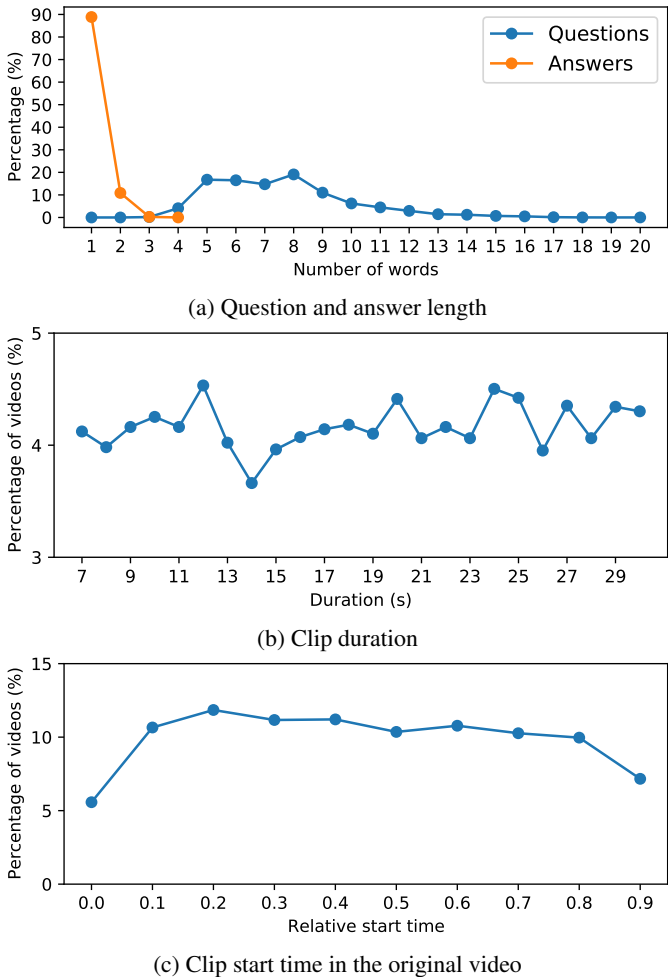 Percentage (%)
90
80
70
60
50
40
30
20
10
0
Questions
Answers
1 2 3 4 5 6 7 8 9 10 11 12 13 14 15 16 17 18 19 20
Number of words
(a) Question and answer length
Percentage of videos (%)
5
4
3
7 9 11 13 15 17 19 21 23 25 27 29
Duration (s)
(b) Clip duration
Percentage of videos (%)
15
10
5
0
0.0 0.1 0.2 0.3 0.4 0.5 0.6 0.7 0.8 0.9
Relative start time
(c) Clip start time in the original video